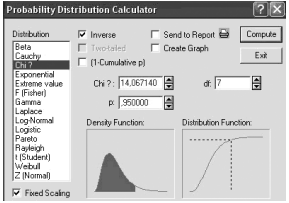 Probability Distribution Calculator
Distribution
Beta
Cauchy
Chi ?
Exponential
Extreme value
F (Fisher)
Gamma
Laplace
Log-Normal
Logistic
Pareto
Rayleigh
t (Student)
Weibull
Z (Normal)
Fixed Scaling
Inverse
Send to Report
Compute
Two-tailed
Create Graph
(1-Cumulative p)
Exit
Chi ?: 14,067140 df: 7
p: ,950000
Density Function: Distribution Function: